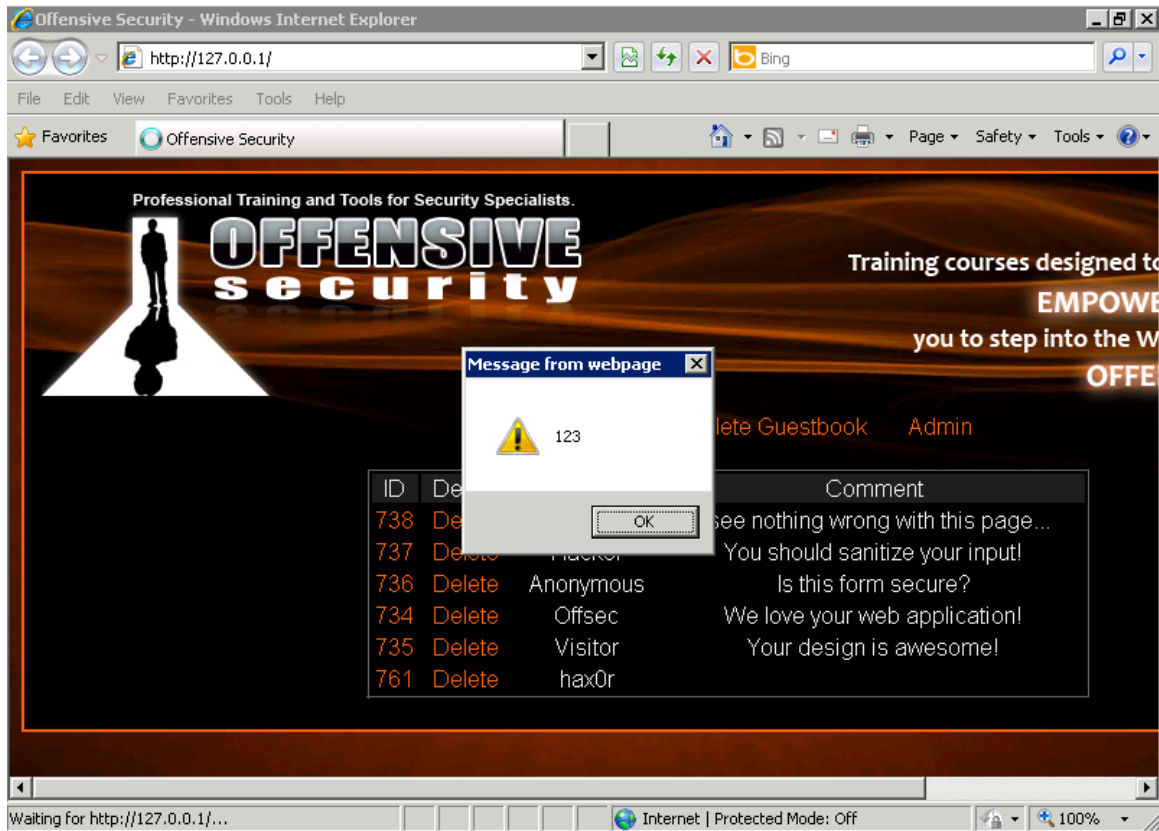 Offensive Security - Windows Internet Explorer
http://127.0.0.1/
Bing
File Edit View Favorites Tools Help
Favorites
Offensive Security
Page Safety Tools
Professional Training and Tools for Security Specialists.
OFFENSIVE
security
Training courses designed to
EMPOWE
you to step into the W
OFFE
Message from webpage
123
OK
lete Guestbook Admin
ID De Comment
738 De see nothing wrong with this page...
737 Delete Hacker You should sanitize your input!
736 Delete Anonymous Is this form secure?
734 Delete Offsec We love your web application!
735 Delete Visitor Your design is awesome!
761 Delete hax0r
Waiting for http://127.0.0.1/...
Internet | Protected Mode: Off
100%